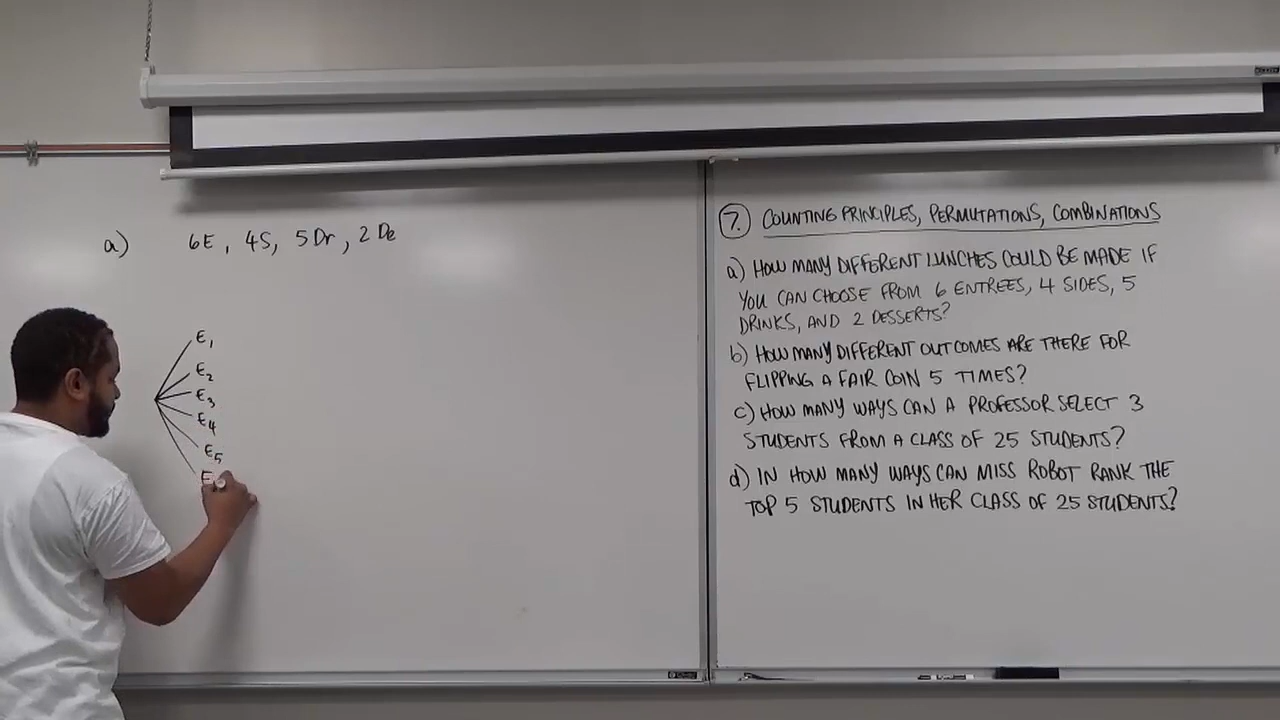 a) 6E, 4S, 5Dr, 2De
E1
E2
E3
E4
E5
E
7. COUNTING PRINCIPLES, PERMUTATIONS, COMBINATIONS
a) HOW MANY DIFFERENT LUNCHES COULD BE MADE IF
YOU CAN CHOOSE FROM 6 ENTREES, 4 SIDES, 5
DRINKS, AND 2 DESSERTS?
b) HOW MANY DIFFERENT OUTCOMES ARE THERE FOR
FLIPPING A FAIR COIN 5 TIMES?
c) HOW MANY WAYS CAN A PROFESSOR SELECT 3
STUDENTS FROM A CLASS OF 25 STUDENTS?
d) IN HOW MANY WAYS CAN MISS ROBOT RANK THE
TOP 5 STUDENTS IN HER CLASS OF 25 STUDENTS?